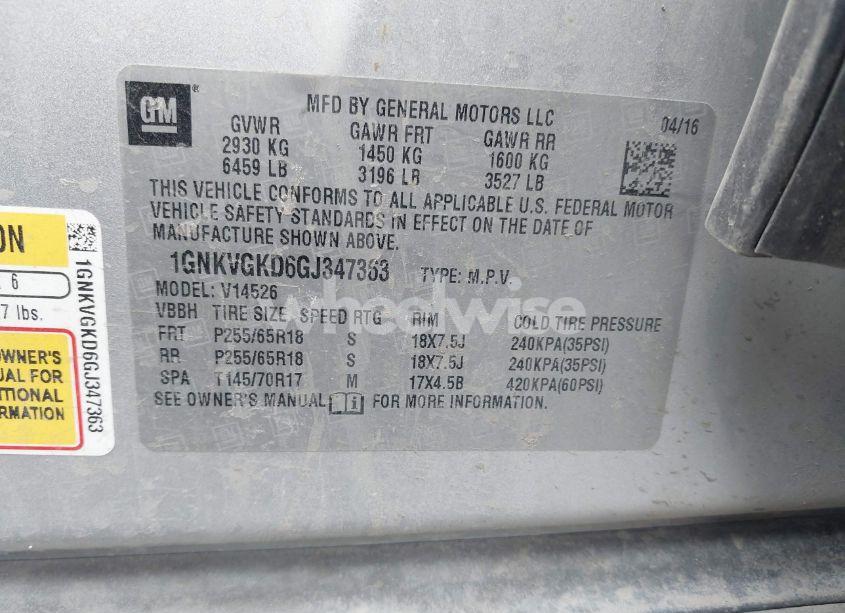 GM
MFD BY GENERAL MOTORS LLC
04/16
GVWR GAWR FRT GAWR RR
2930 KG 1450 KG 1600 KG
6459 LB 3196 LB 3527 LB
THIS VEHICLE CONFORMS TO ALL APPLICABLE U.S. FEDERAL MOTOR
VEHICLE SAFETY STANDARDS IN EFFECT ON THE DATE OF
MANUFACTURE SHOWN ABOVE.
1GNKVGKD6GJ347363 TYPE: M.P.V.
MODEL: V14526
VBBH TIRE SIZE SPEED RTG RIM COLD TIRE PRESSURE
FRT P255/65R18 S 18X7.5J 240KPA(35PSI)
RR P255/65R18 S 18X7.5J 240KPA(35PSI)
SPA T145/70R17 M 17X4.5B 420KPA(60PSI)
SEE OWNER'S MANUAL FOR MORE INFORMATION.
wheelwise
ON
6
7 lbs.
OWNER'S
UAL FOR
ITIONAL
RMATION
1GNKVGKD6GJ347363